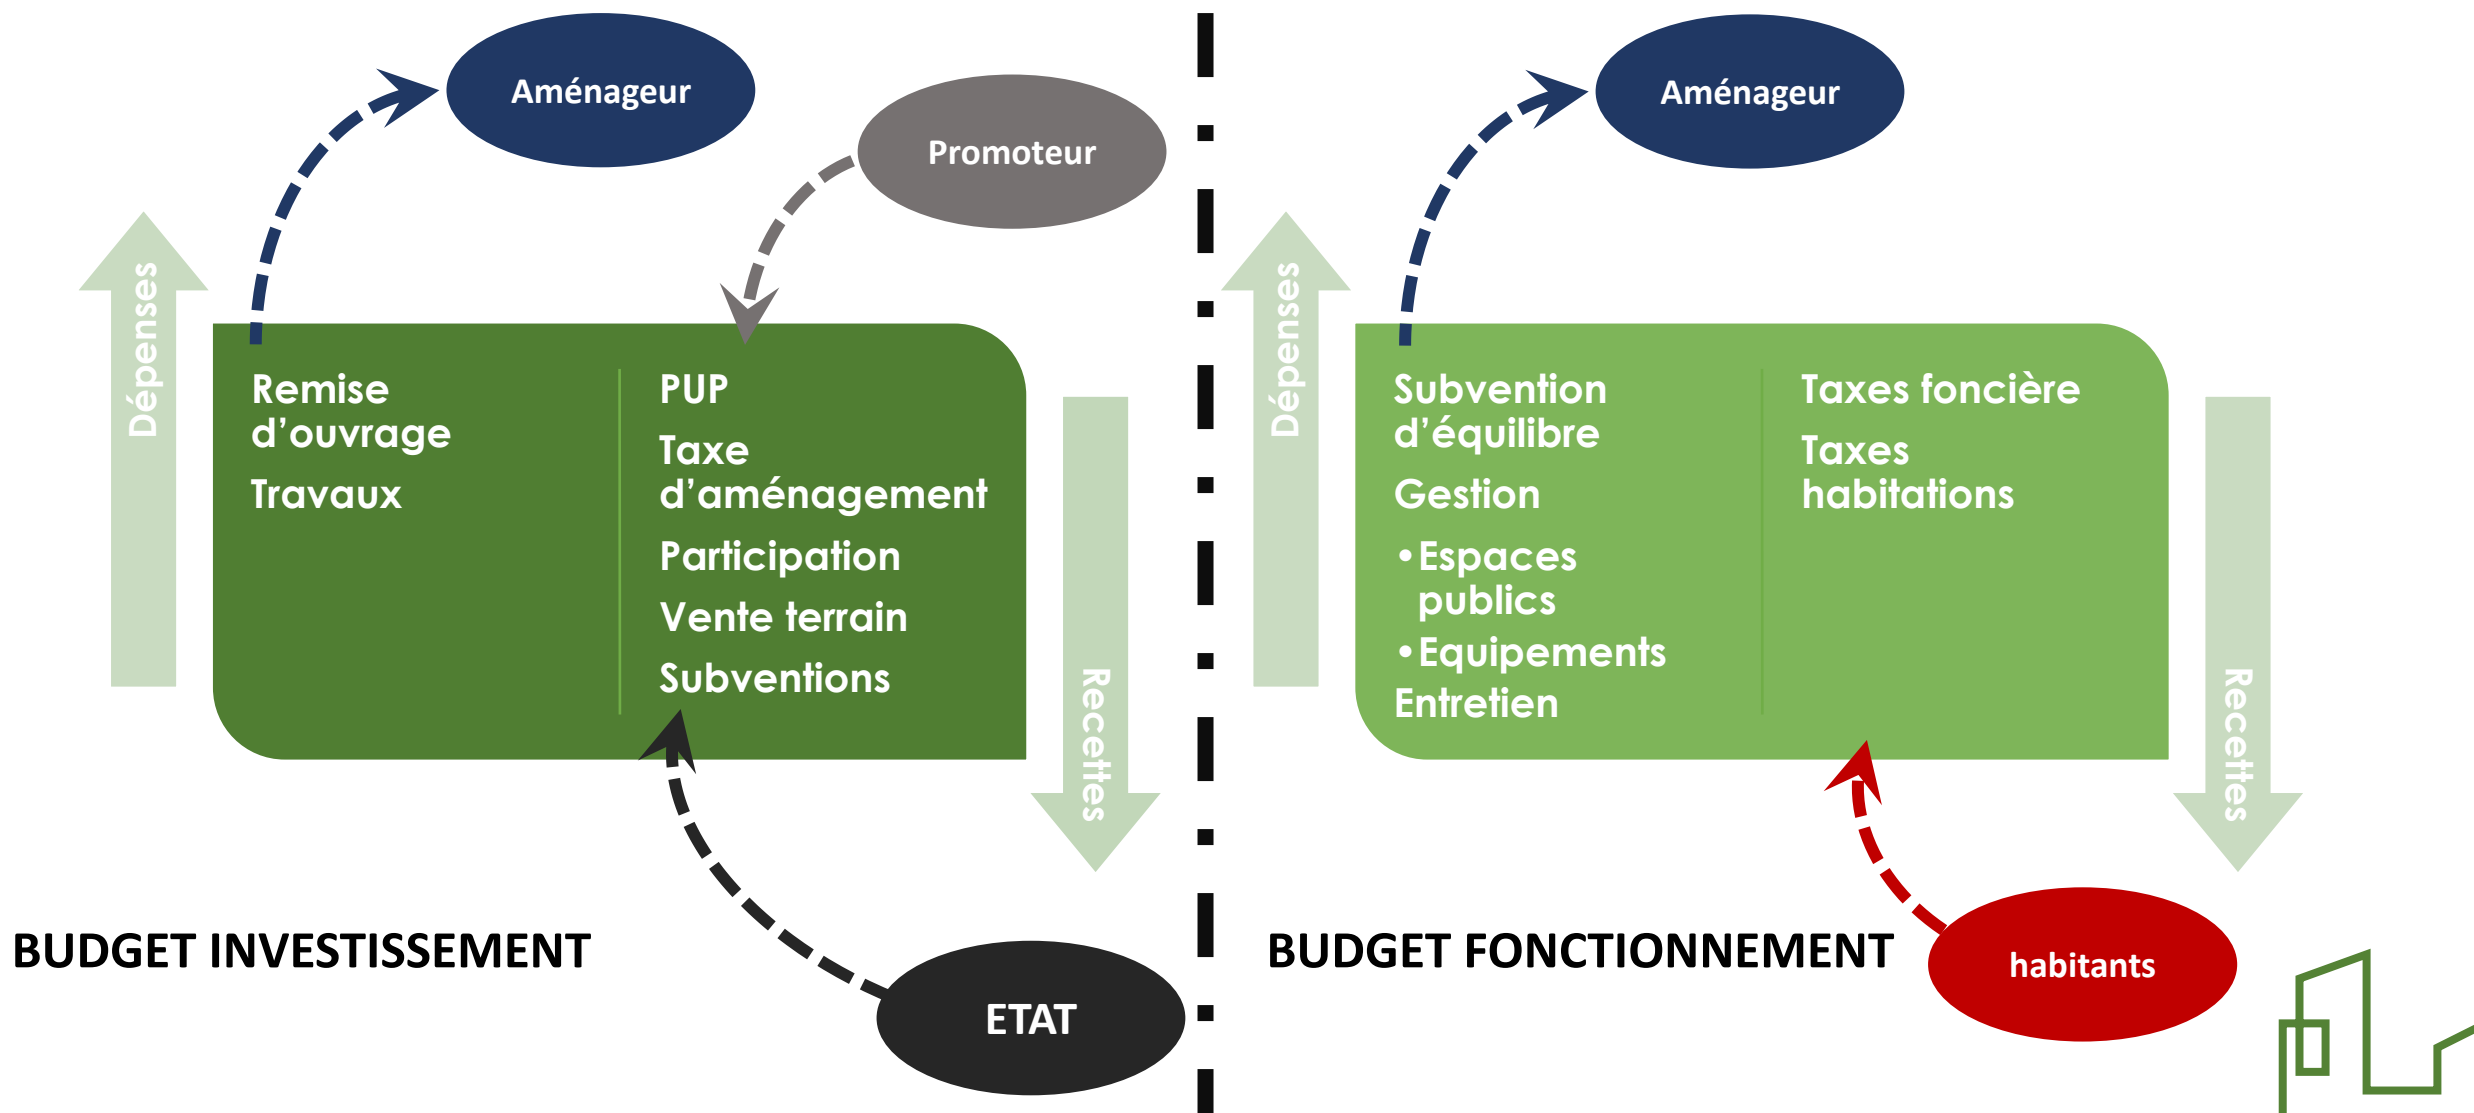 Aménageur
Promoteur
Dépenses
Remise
d’ouvrage
Travaux
PUP
Taxe
d’aménagement
Participation
Vente terrain
Subventions
Recettes
BUDGET INVESTISSEMENT
ETAT
Aménageur
Dépenses
Subvention
d’équilibre
Gestion
•Espaces
publics
•Equipements
Entretien
Taxes foncière
Taxes
habitations
Recettes
BUDGET FONCTIONNEMENT
habitants